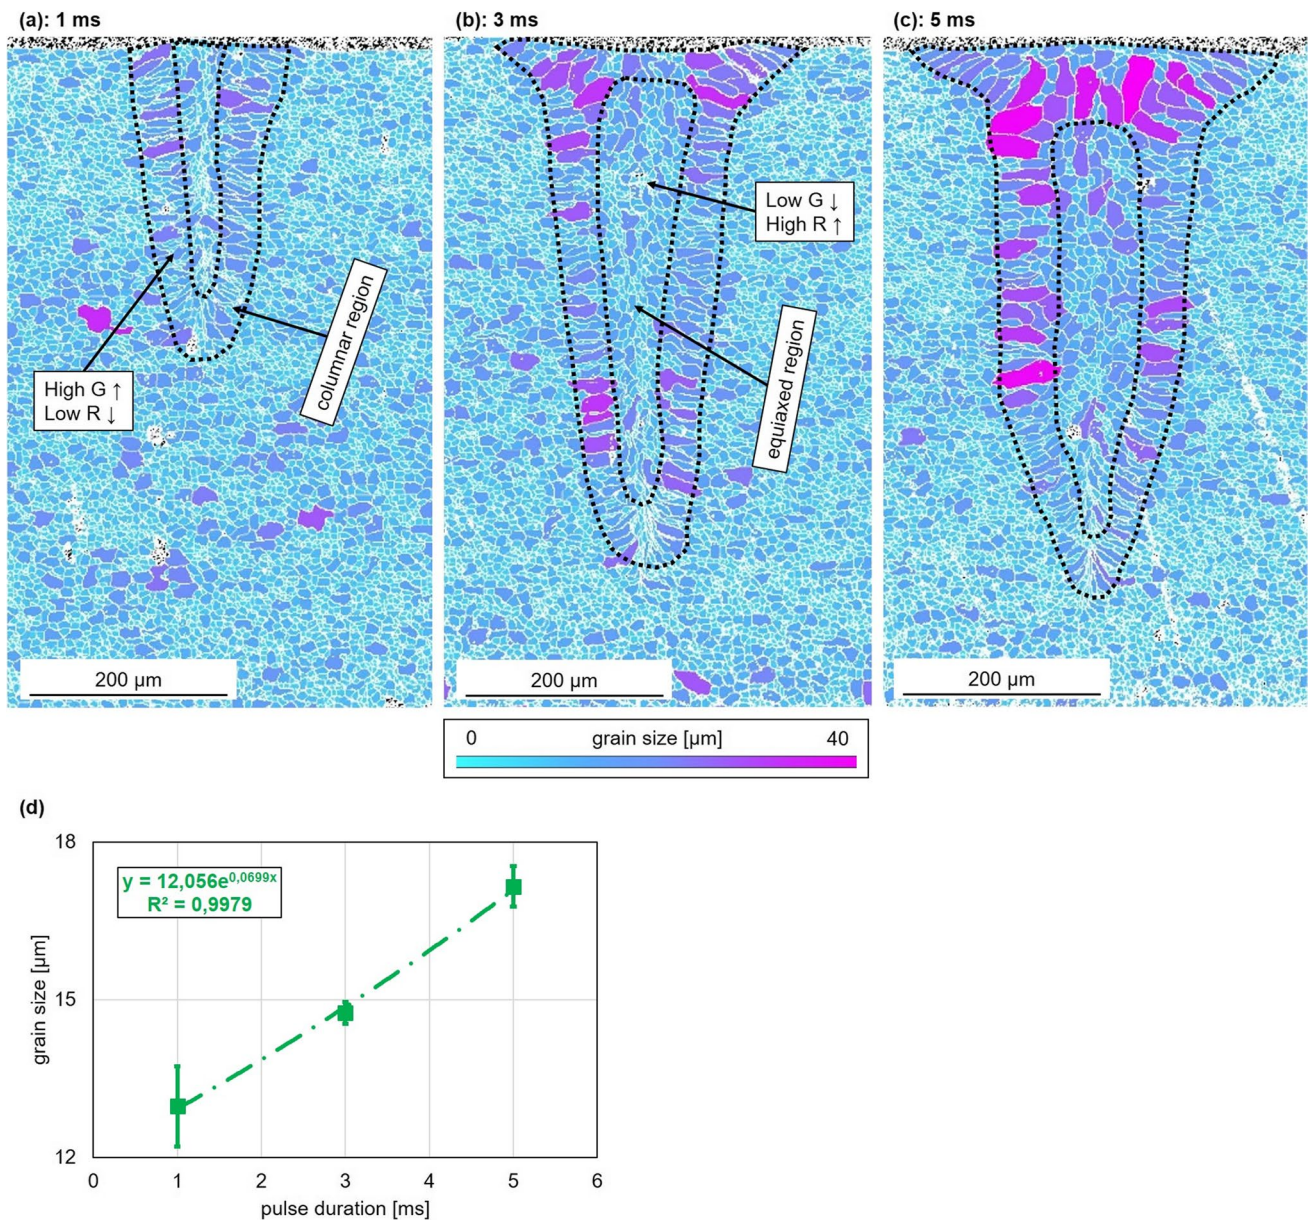 (a): 1 ms
(b): 3 ms
(c): 5 ms
High G ↑
Low R ↓
columnar region
Low G ↓
High R ↑
equiaxed region
200 µm
200 µm
200 µm
0 grain size [µm] 40
(d)
y = 12,056e^0,0699x
R² = 0,9979
18
15
12
grain size [µm]
0 1 2 3 4 5 6
pulse duration [ms]